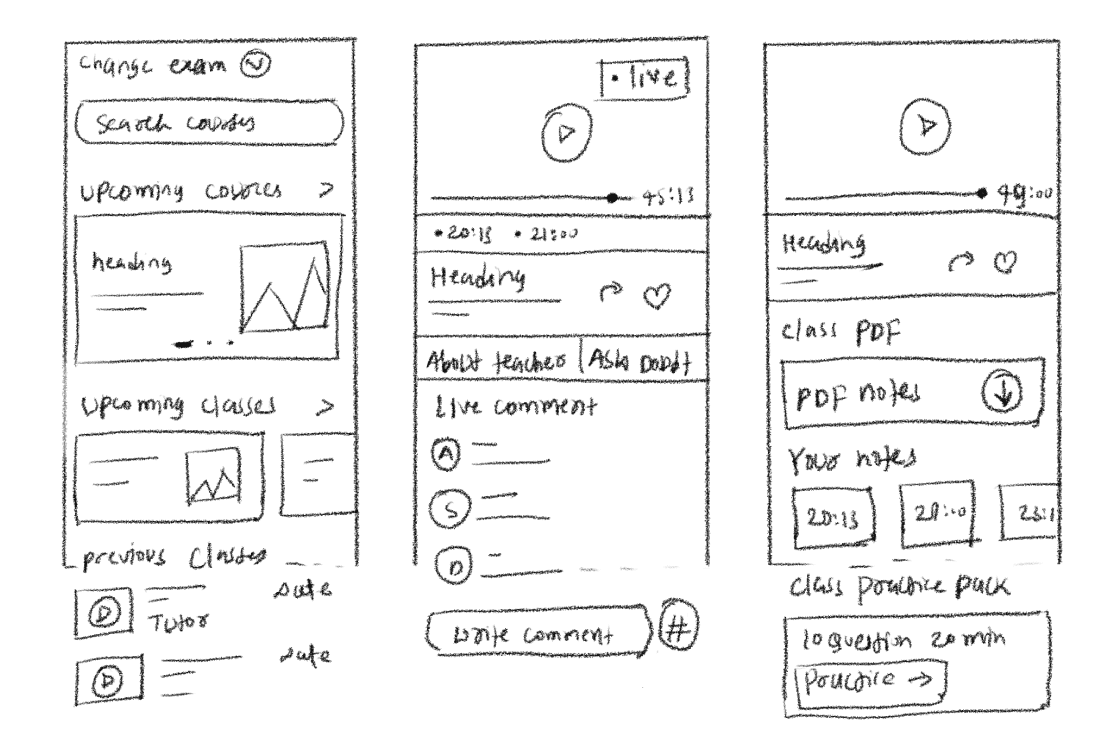 Change exam
Search courses
Upcoming courses >
heading
Upcoming classes >
previous classes
Date
Tutor
Date
• live
45:13
• 20:13 • 21:00
Heading
About teacher
Ask Doubt
Live comment
A
S
D
Write comment
#
49:00
Heading
class PDF
PDF notes
Your notes
20:13
21:00
23:1
class practice pack
10 question 20 min
Practice →